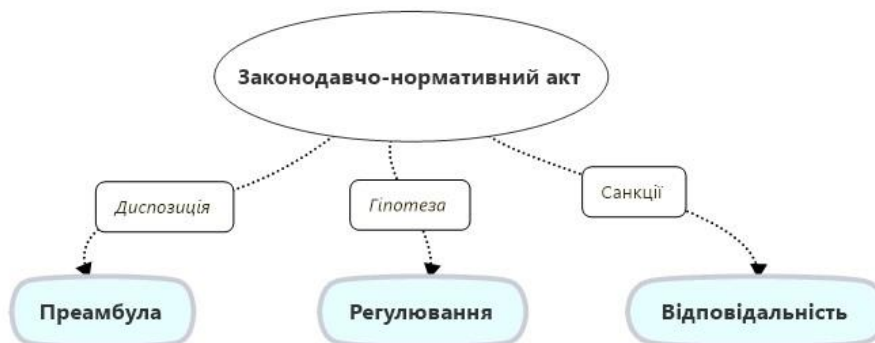 Законодавчо-нормативний акт
Диспозиція
Гіпотеза
Санкції
Преамбула
Регулювання
Відповідальність